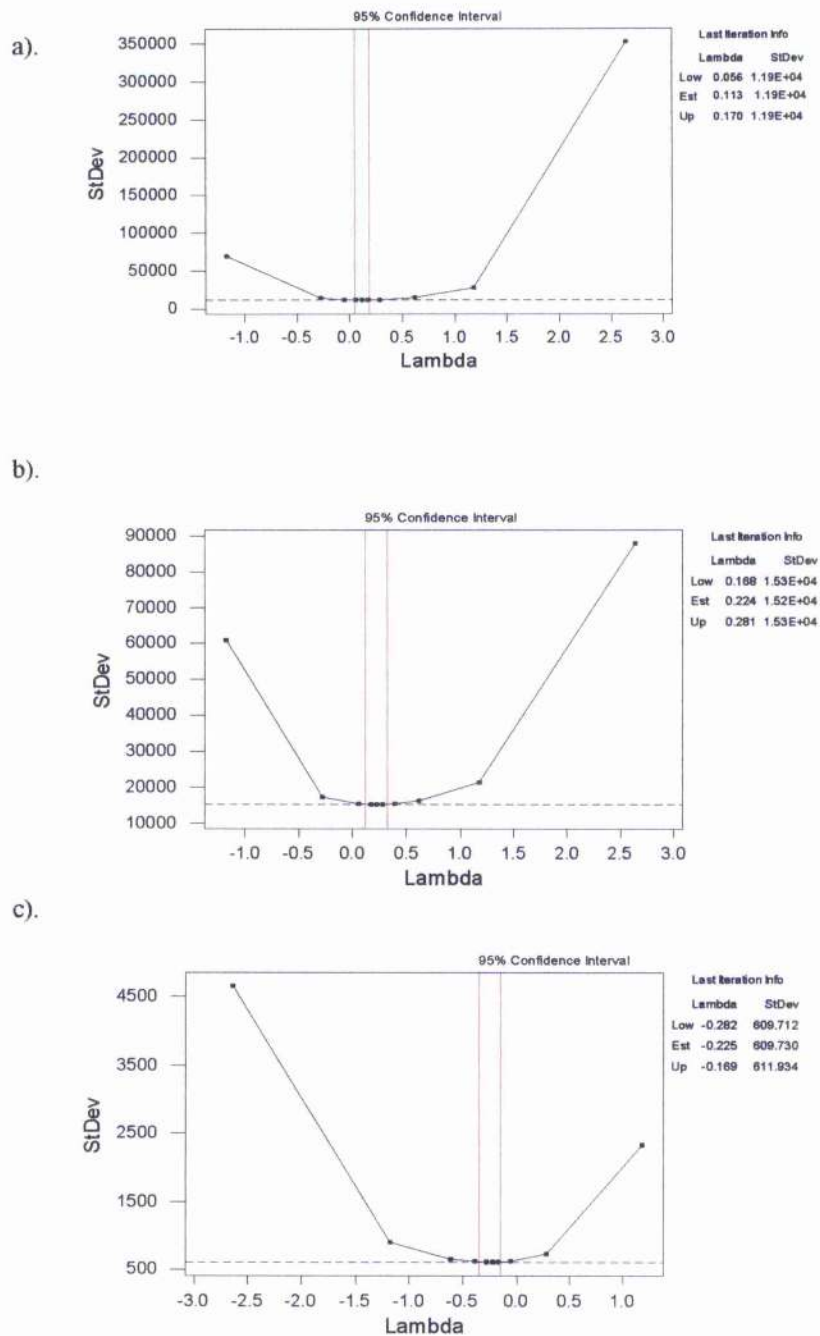 a).
95% Confidence Interval
StDev
350000
300000
250000
200000
150000
100000
50000
0
-1.0 -0.5 0.0 0.5 1.0 1.5 2.0 2.5 3.0
Lambda
Last Iteration Info
Lambda StDev
Low 0.056 1.19E+04
Est 0.113 1.19E+04
Up 0.170 1.19E+04
b).
95% Confidence Interval
StDev
90000
80000
70000
60000
50000
40000
30000
20000
10000
-1.0 -0.5 0.0 0.5 1.0 1.5 2.0 2.5 3.0
Lambda
Last Iteration Info
Lambda StDev
Low 0.168 1.53E+04
Est 0.224 1.52E+04
Up 0.281 1.53E+04
c).
95% Confidence Interval
StDev
4500
3500
2500
1500
500
-3.0 -2.5 -2.0 -1.5 -1.0 -0.5 0.0 0.5 1.0
Lambda
Last Iteration Info
Lambda StDev
Low -0.282 609.712
Est -0.225 609.730
Up -0.169 611.934